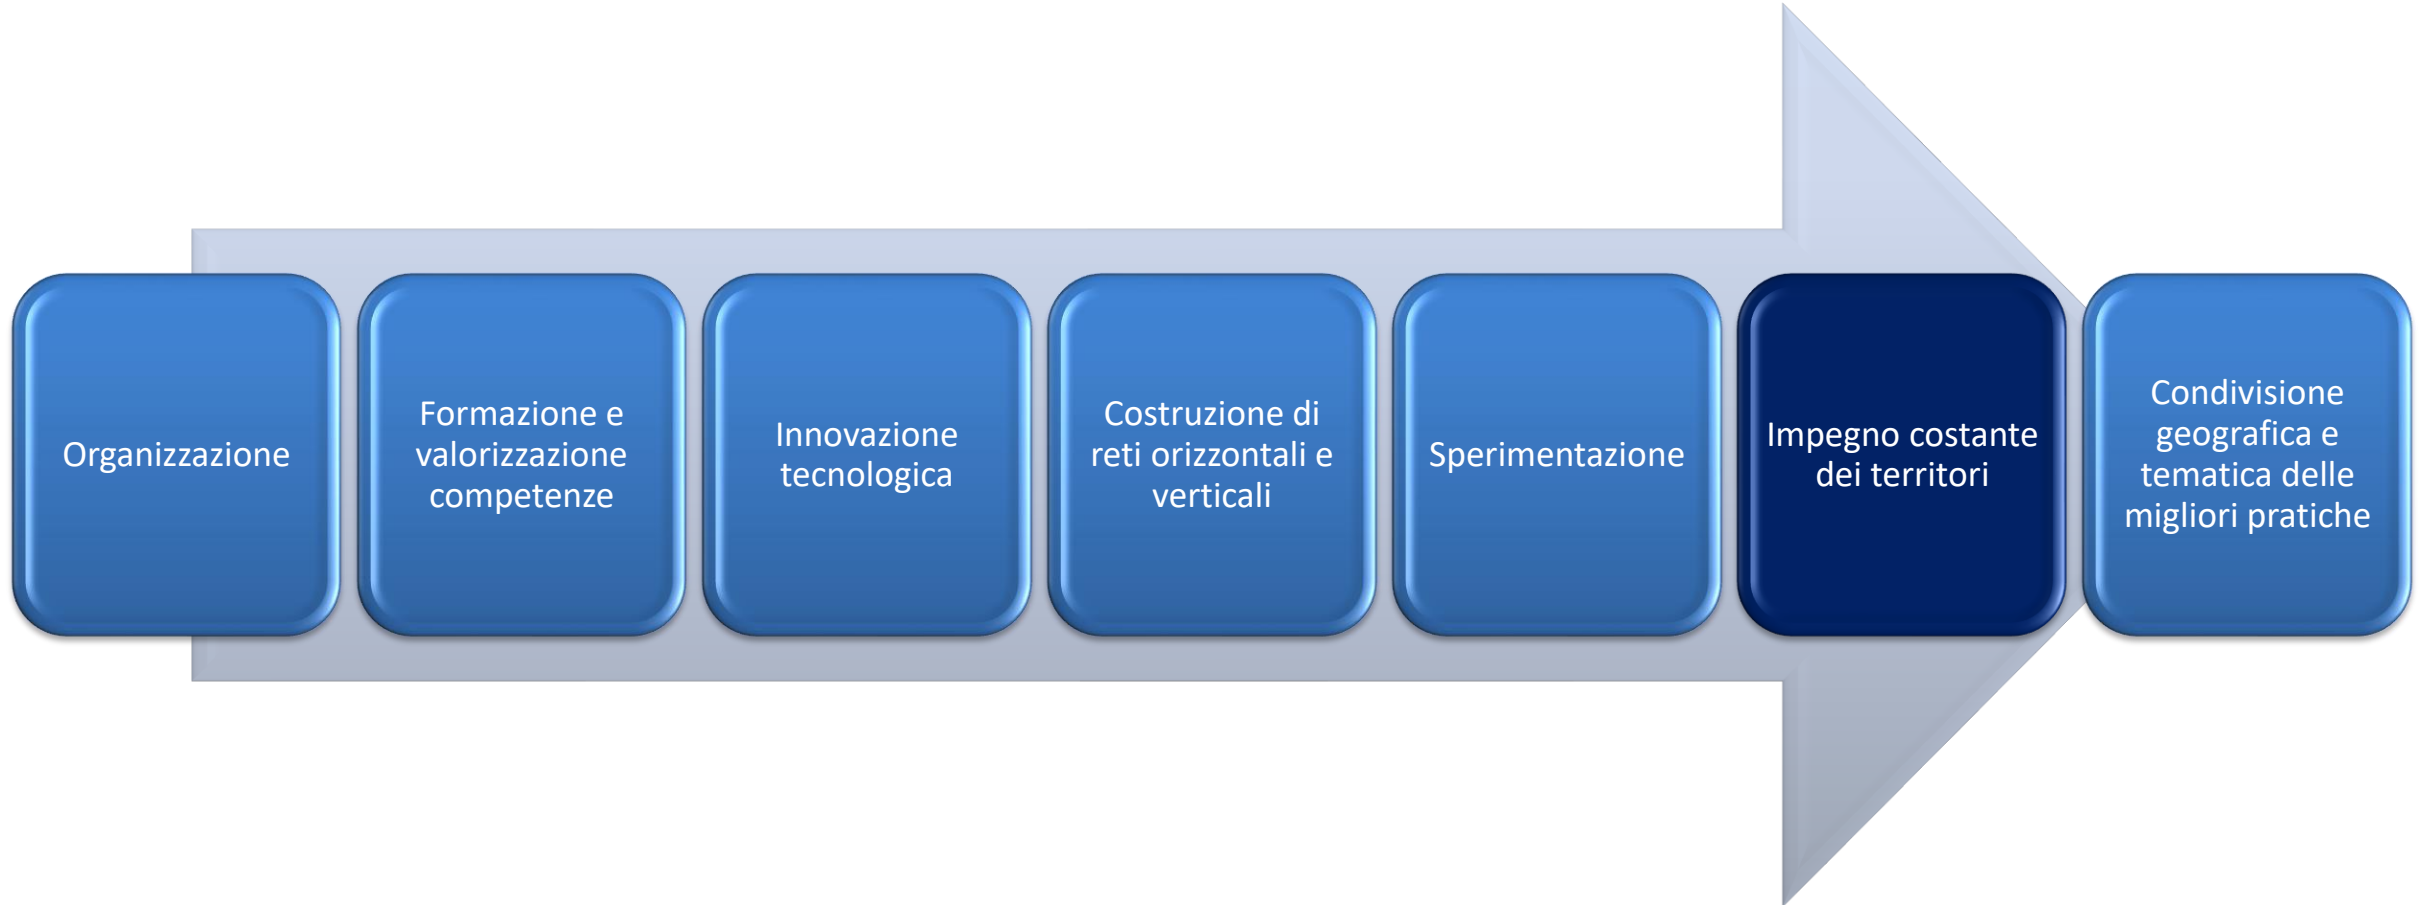 Organizzazione
Formazione e
valorizzazione
competenze
Innovazione
tecnologica
Costruzione di
reti orizzontali e
verticali
Sperimentazione
Impegno costante
dei territori
Condivisione
geografica e
tematica delle
migliori pratiche